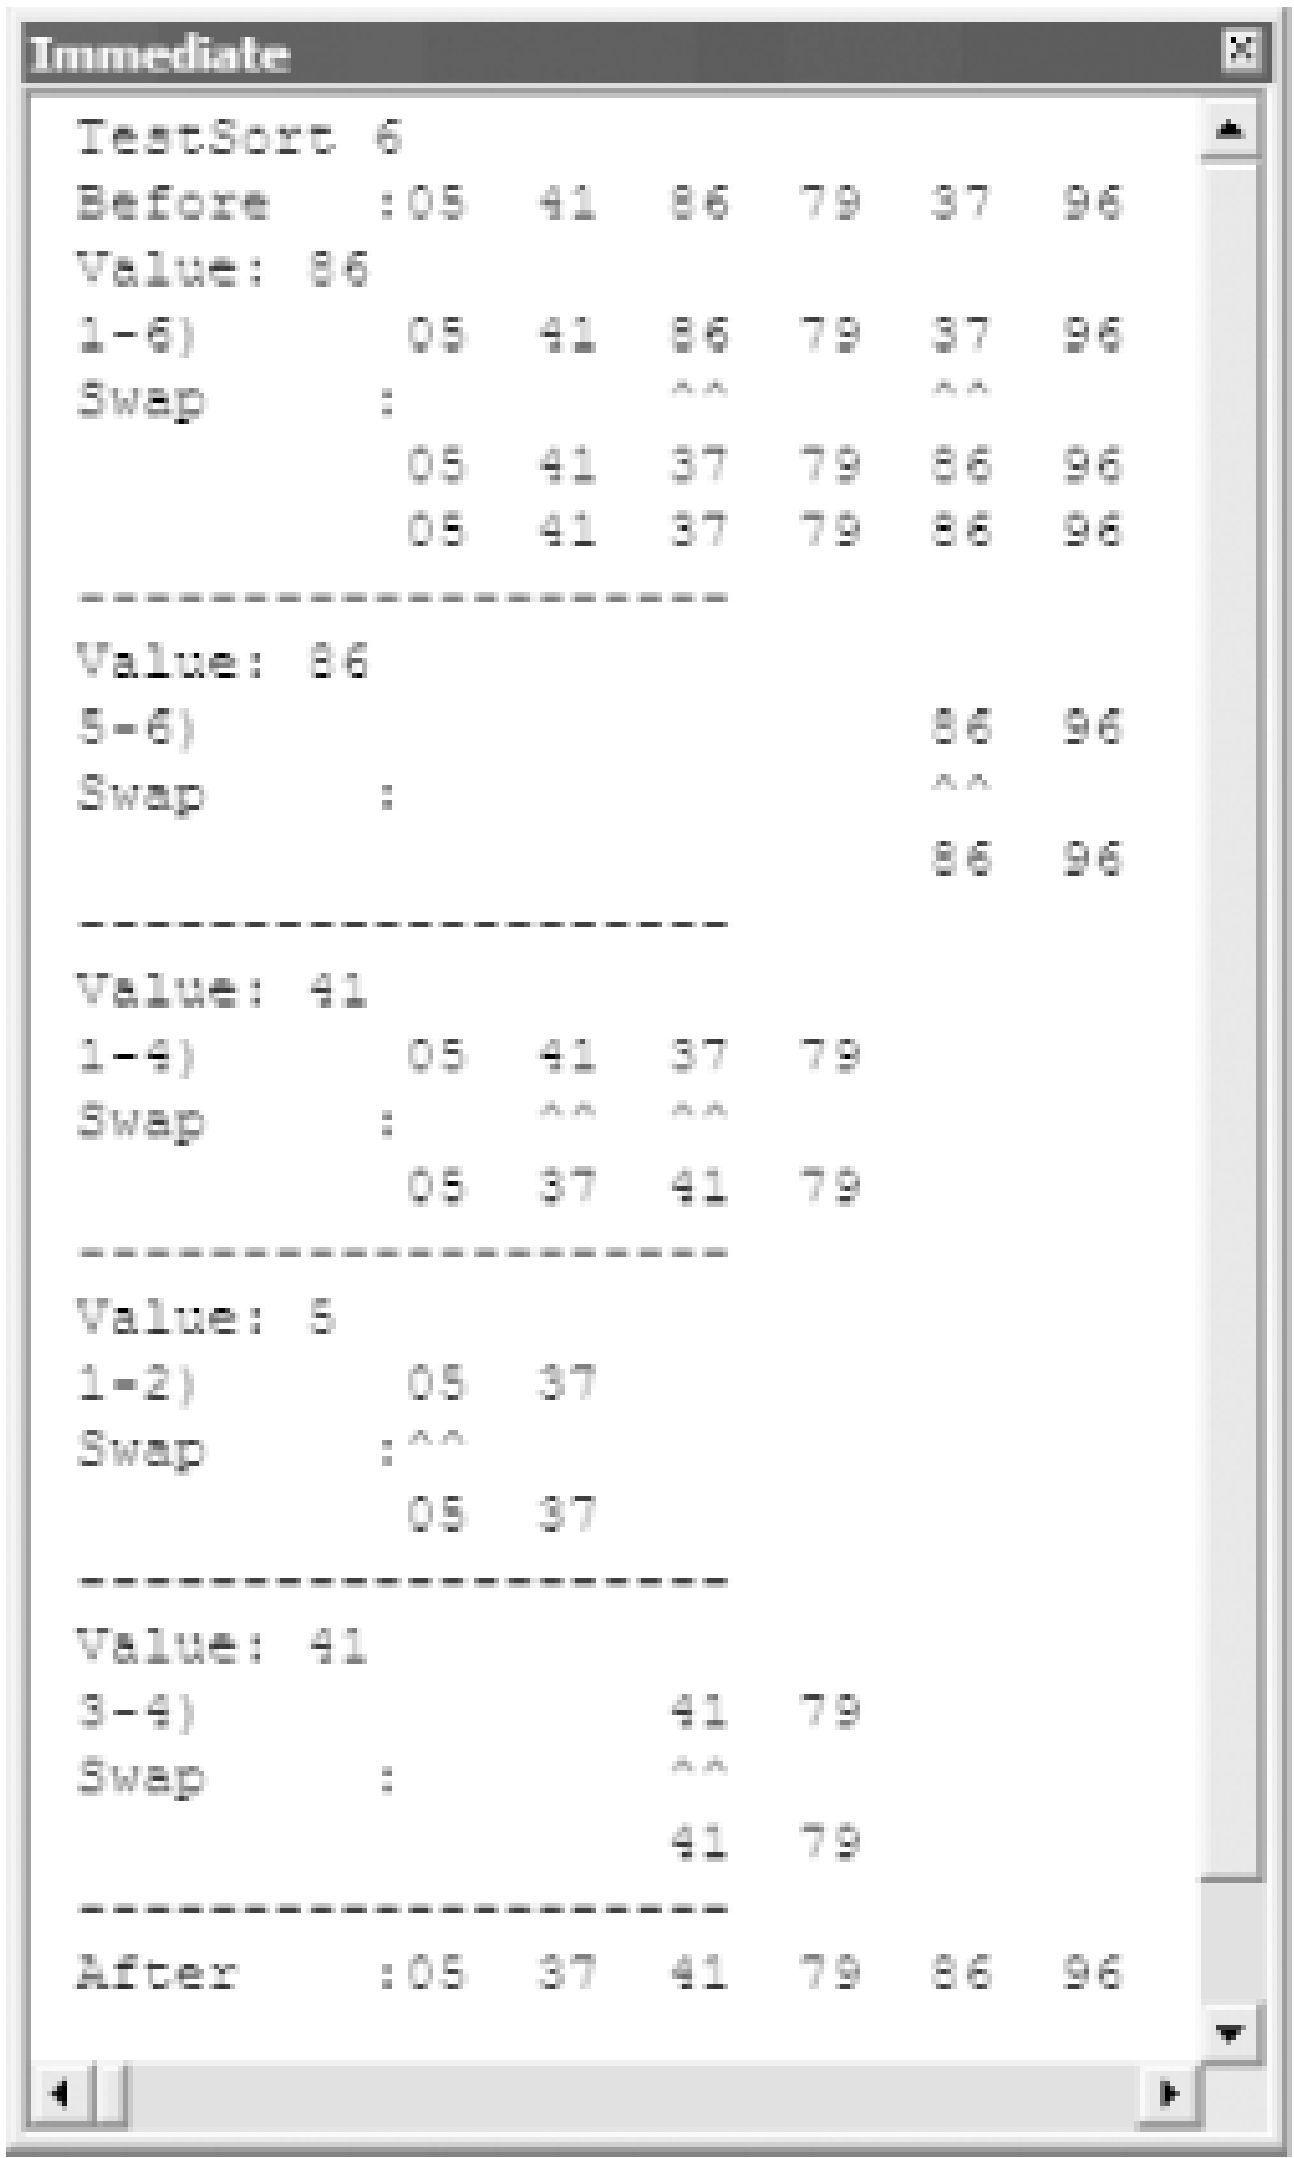 Immediate
TestSort 6
Before :05 41 86 79 37 96
Value: 86
1-6) 05 41 86 79 37 96
Swap : ^^ ^^
05 41 37 79 86 96
05 41 37 79 86 96
--------------------
Value: 86
5-6) 86 96
Swap : ^^
86 96
--------------------
Value: 41
1-4) 05 41 37 79
Swap : ^^ ^^
05 37 41 79
--------------------
Value: 5
1-2) 05 37
Swap :^^
05 37
--------------------
Value: 41
3-4) 41 79
Swap : ^^
41 79
--------------------
After :05 37 41 79 86 96